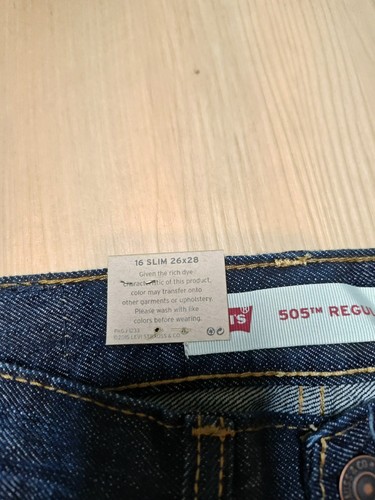 16 SLIM 26x28
Given the rich dye
characteristic of this product,
color may transfer onto
other garments or upholstery.
Please wash with like
colors before wearing.
505™ REGU